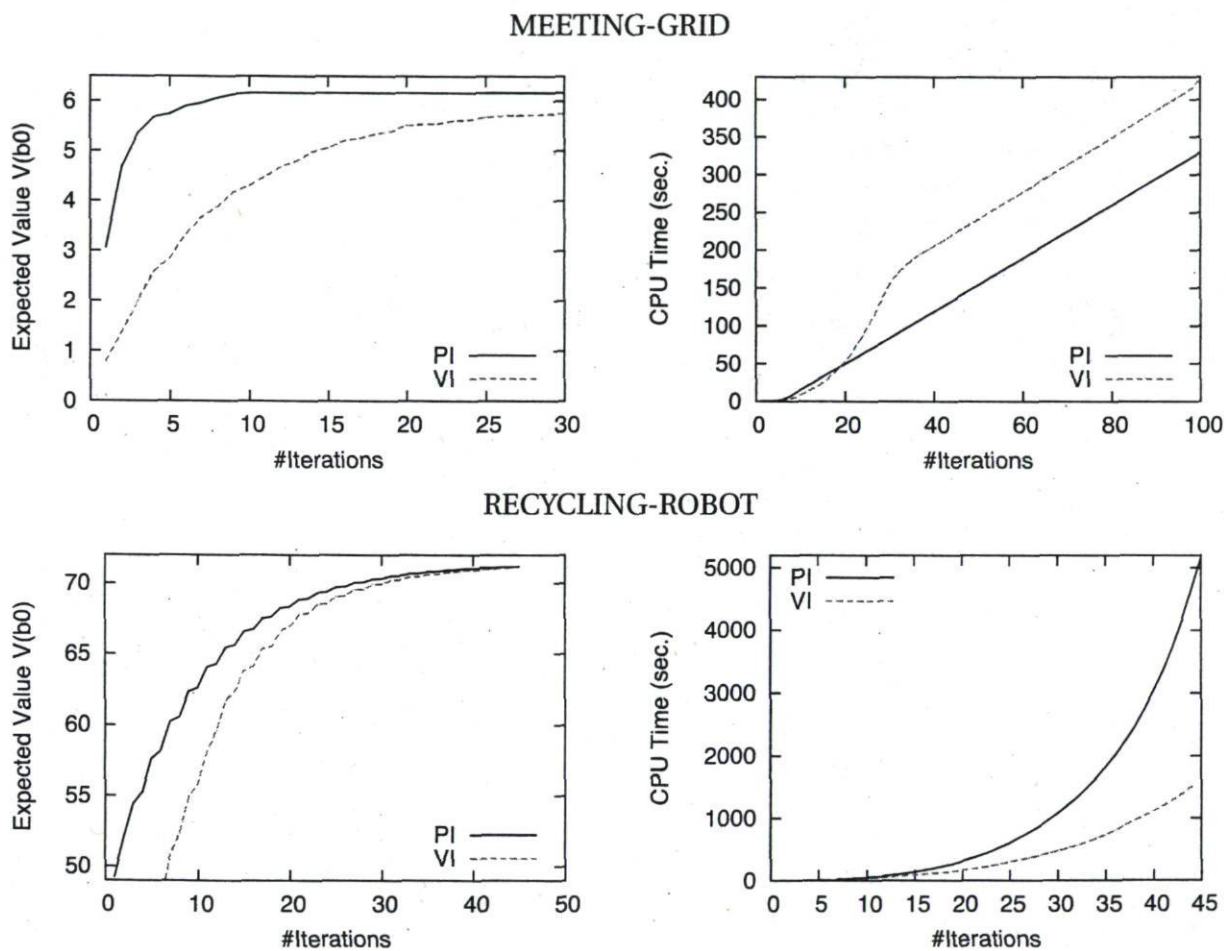 MEETING-GRID
Expected Value V(b0)
6
5
4
3
2
1
0
PI
VI
0 5 10 15 20 25 30
#Iterations
CPU Time (sec.)
400
350
300
250
200
150
100
50
0
PI
VI
0 20 40 60 80 100
#Iterations
RECYCLING-ROBOT
Expected Value V(b0)
70
65
60
55
50
PI
VI
0 10 20 30 40 50
#Iterations
CPU Time (sec.)
5000
4000
3000
2000
1000
0
PI
VI
0 5 10 15 20 25 30 35 40 45
#Iterations